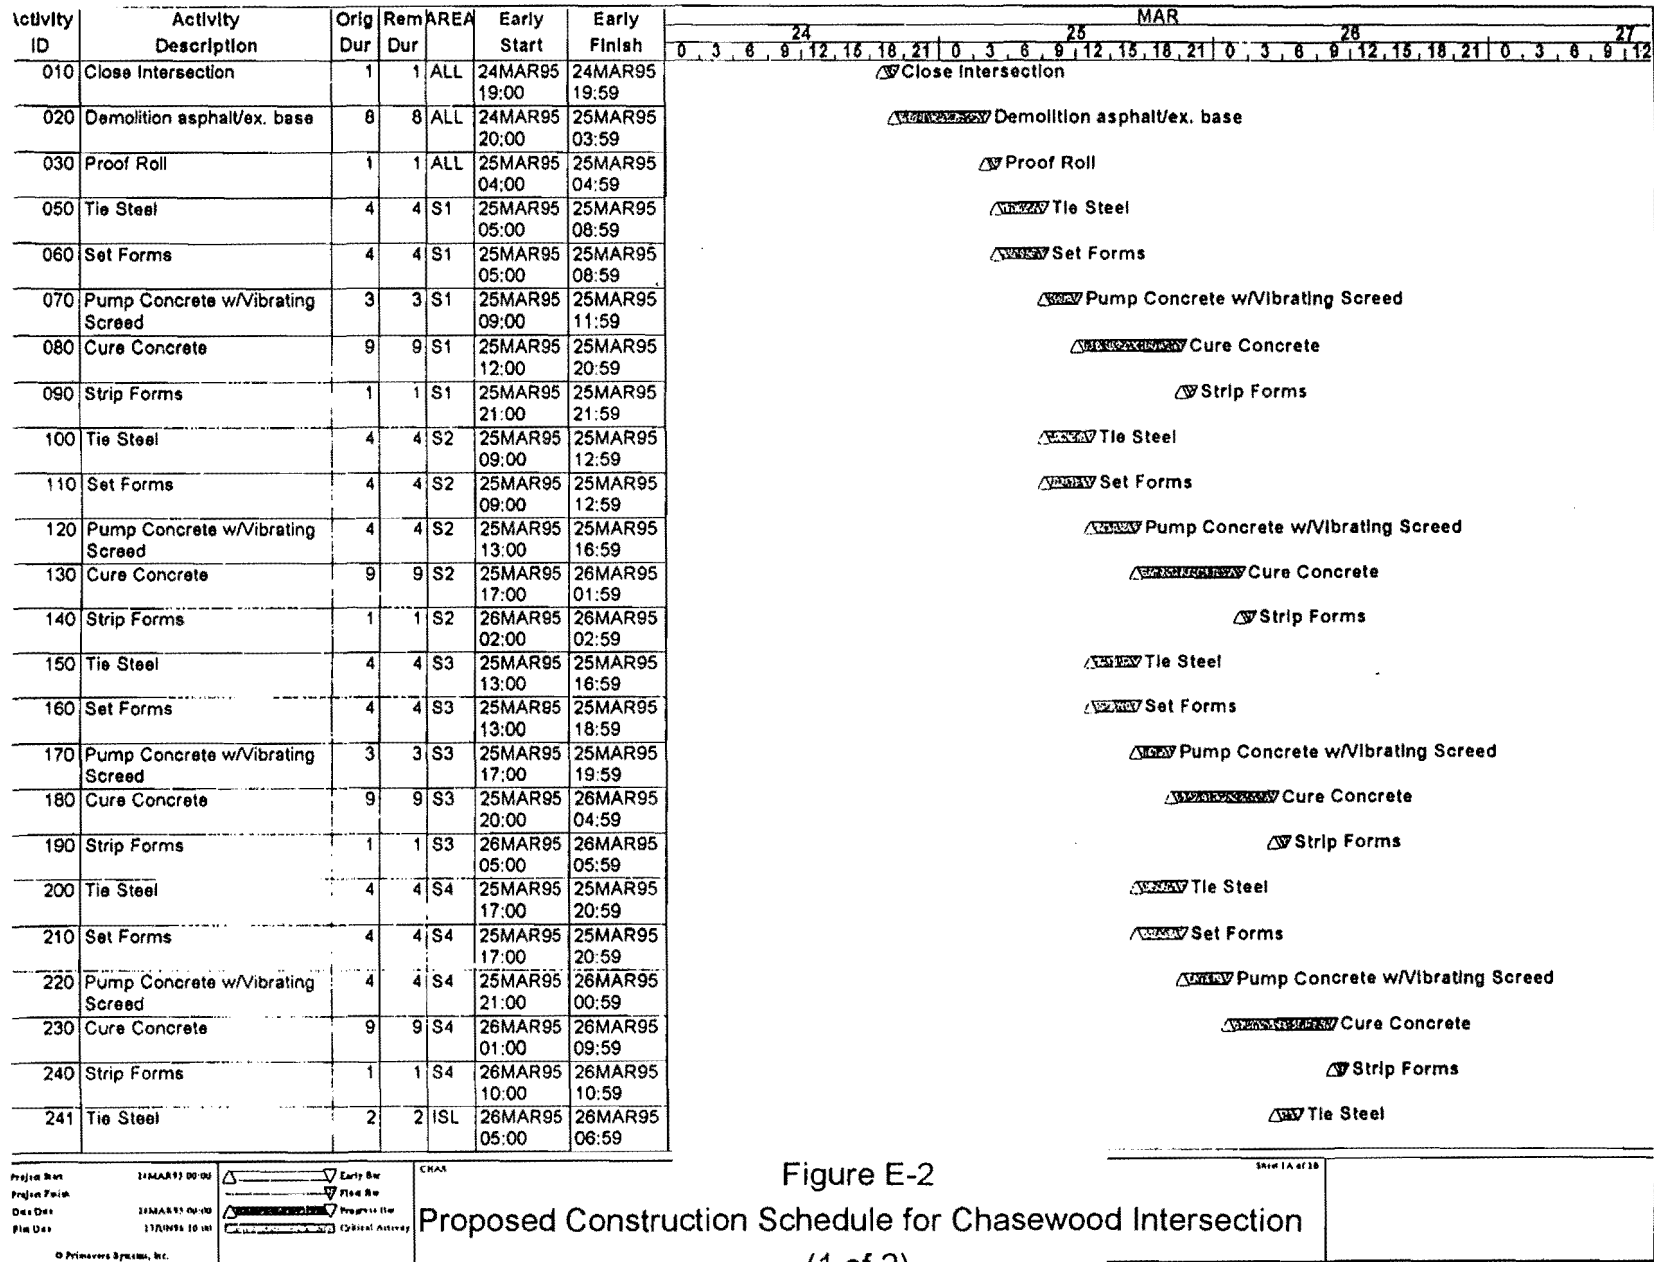 Activity Activity Orig Rem AREA Early Early MAR
ID Description Dur Dur Start Finish 24 25 26 27
0 3 6 9 12 15 18 21 0 3 6 9 12 15 18 21 0 3 6 9 12 15 18 21 0 3 6 9 12
010 Close Intersection 1 1 ALL 24MAR95 24MAR95 Close Intersection
19:00 19:59
020 Demolition asphalt/ex. base 8 8 ALL 24MAR95 25MAR95 Demolition asphalt/ex. base
20:00 03:59
030 Proof Roll 1 1 ALL 25MAR95 25MAR95 Proof Roll
04:00 04:59
050 Tie Steel 4 4 S1 25MAR95 25MAR95 Tie Steel
05:00 08:59
060 Set Forms 4 4 S1 25MAR95 25MAR95 Set Forms
05:00 08:59
070 Pump Concrete w/Vibrating 3 3 S1 25MAR95 25MAR95 Pump Concrete w/Vibrating Screed
Screed 09:00 11:59
080 Cure Concrete 9 9 S1 25MAR95 25MAR95 Cure Concrete
12:00 20:59
090 Strip Forms 1 1 S1 25MAR95 25MAR95 Strip Forms
21:00 21:59
100 Tie Steel 4 4 S2 25MAR95 25MAR95 Tie Steel
09:00 12:59
110 Set Forms 4 4 S2 25MAR95 25MAR95 Set Forms
09:00 12:59
120 Pump Concrete w/Vibrating 4 4 S2 25MAR95 25MAR95 Pump Concrete w/Vibrating Screed
Screed 13:00 16:59
130 Cure Concrete 9 9 S2 25MAR95 26MAR95 Cure Concrete
17:00 01:59
140 Strip Forms 1 1 S2 26MAR95 26MAR95 Strip Forms
02:00 02:59
150 Tie Steel 4 4 S3 25MAR95 25MAR95 Tie Steel
13:00 16:59
160 Set Forms 4 4 S3 25MAR95 25MAR95 Set Forms
13:00 18:59
170 Pump Concrete w/Vibrating 3 3 S3 25MAR95 25MAR95 Pump Concrete w/Vibrating Screed
Screed 17:00 19:59
180 Cure Concrete 9 9 S3 25MAR95 26MAR95 Cure Concrete
20:00 04:59
190 Strip Forms 1 1 S3 26MAR95 26MAR95 Strip Forms
05:00 05:59
200 Tie Steel 4 4 S4 25MAR95 25MAR95 Tie Steel
17:00 20:59
210 Set Forms 4 4 S4 25MAR95 25MAR95 Set Forms
17:00 20:59
220 Pump Concrete w/Vibrating 4 4 S4 25MAR95 26MAR95 Pump Concrete w/Vibrating Screed
Screed 21:00 00:59
230 Cure Concrete 9 9 S4 26MAR95 26MAR95 Cure Concrete
01:00 09:59
240 Strip Forms 1 1 S4 26MAR95 26MAR95 Strip Forms
10:00 10:59
241 Tie Steel 2 2 ISL 26MAR95 26MAR95 Tie Steel
05:00 06:59
Project Start 24MAR95 00:00 Early Bar
Project Finish Float Bar
Data Date 24MAR95 00:00 Progress Bar
Plot Date Critical Activity
© Primavera Systems, Inc.
CHAS
Sheet 1A of 2B
Figure E-2
Proposed Construction Schedule for Chasewood Intersection
(1 of 2)